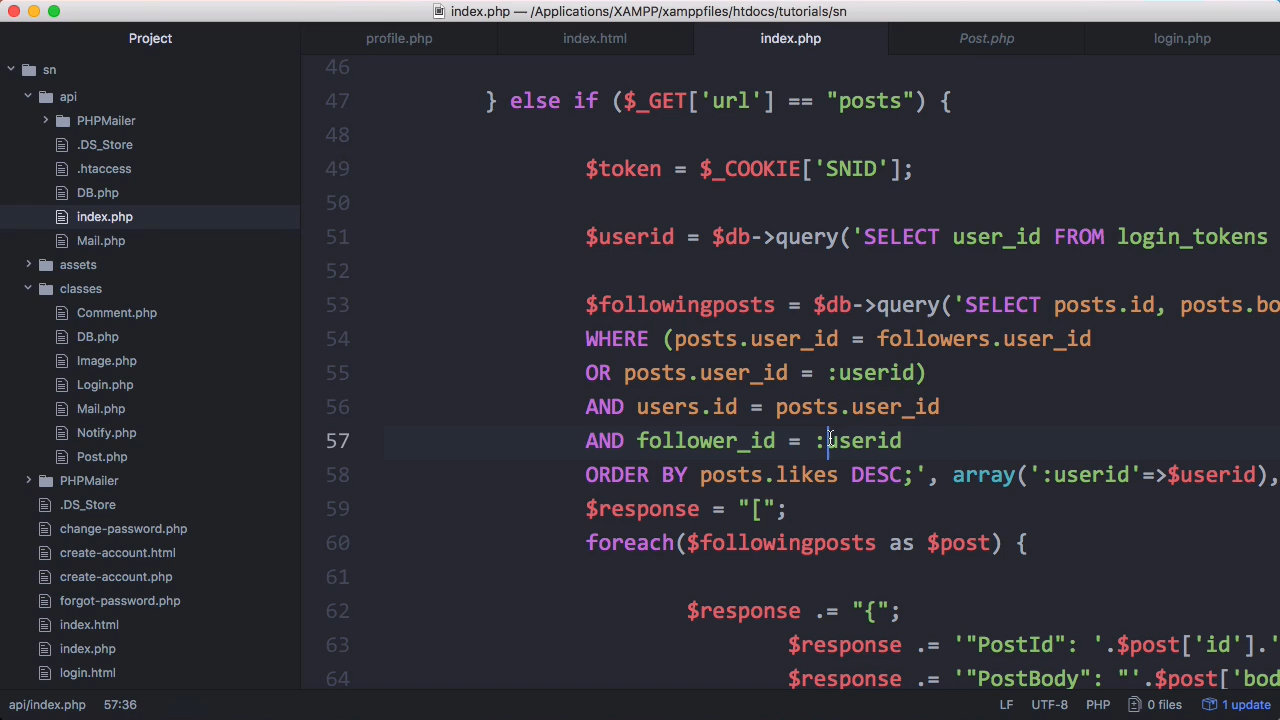 index.php — /Applications/XAMPP/xamppfiles/htdocs/tutorials/sn
Project
profile.php
index.html
index.php
Post.php
login.php
sn
api
PHPMailer
.DS_Store
.htaccess
DB.php
index.php
Mail.php
assets
classes
Comment.php
DB.php
Image.php
Login.php
Mail.php
Notify.php
Post.php
PHPMailer
.DS_Store
change-password.php
create-account.html
create-account.php
forgot-password.php
index.html
index.php
login.html
46
47 } else if ($_GET['url'] == "posts") {
48
49 $token = $_COOKIE['SNID'];
50
51 $userid = $db->query('SELECT user_id FROM login_tokens
52
53 $followingposts = $db->query('SELECT posts.id, posts.bo
54 WHERE (posts.user_id = followers.user_id
55 OR posts.user_id = :userid)
56 AND users.id = posts.user_id
57 AND follower_id = :userid
58 ORDER BY posts.likes DESC;', array(':userid'=>$userid),
59 $response = "[";
60 foreach($followingposts as $post) {
61
62 $response .= "{";
63 $response .= '"PostId": '.$post['id'].'
64 $response .= '"PostBody": "'.$post['bod
api/index.php 57:36
LF UTF-8 PHP 0 files 1 update